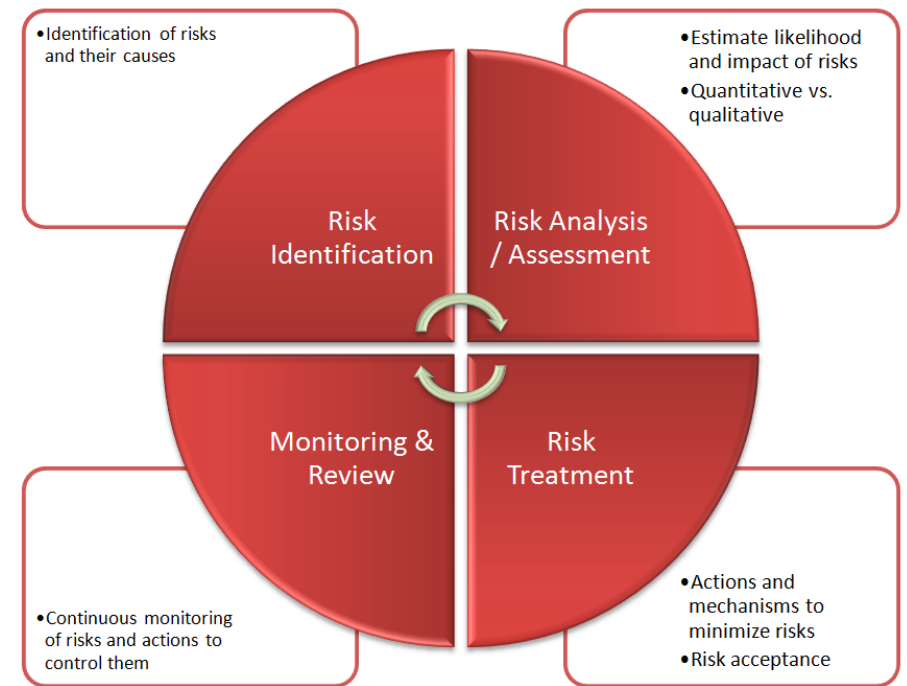 •Identification of risks
and their causes
•Estimate likelihood
and impact of risks
•Quantitative vs.
qualitative
Risk
Identification
Risk Analysis
/ Assessment
Monitoring &
Review
Risk
Treatment
•Continuous monitoring
of risks and actions to
control them
•Actions and
mechanisms to
minimize risks
•Risk acceptance